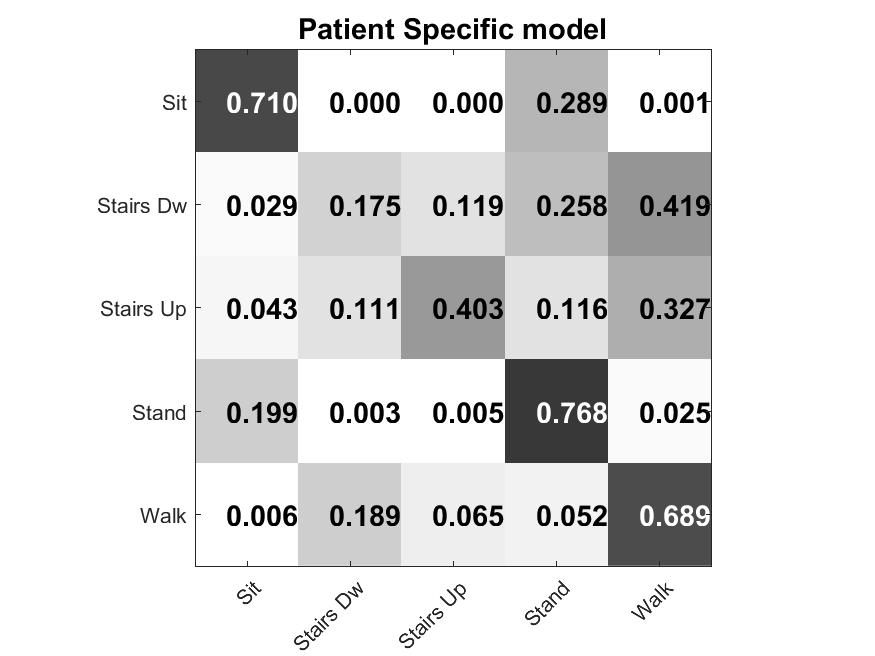 Patient Specific model
Sit 0.710 0.000 0.000 0.289 0.001
Stairs Dw 0.029 0.175 0.119 0.258 0.419
Stairs Up 0.043 0.111 0.403 0.116 0.327
Stand 0.199 0.003 0.005 0.768 0.025
Walk 0.006 0.189 0.065 0.052 0.689
Sit Stairs Dw Stairs Up Stand Walk